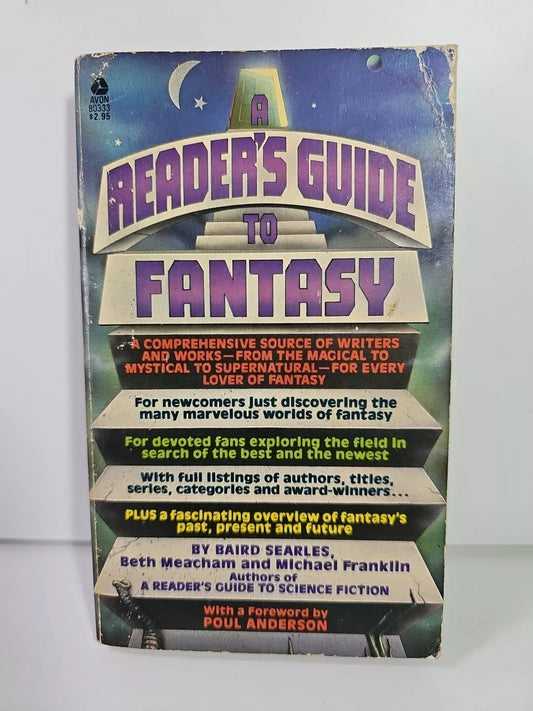 AVON
80333
$2.95
A
READER'S GUIDE
TO
FANTASY
A COMPREHENSIVE SOURCE OF WRITERS
AND WORKS—FROM THE MAGICAL TO
MYSTICAL TO SUPERNATURAL—FOR EVERY
LOVER OF FANTASY
For newcomers just discovering the
many marvelous worlds of fantasy
For devoted fans exploring the field in
search of the best and the newest
With full listings of authors, titles,
series, categories and award-winners...
PLUS a fascinating overview of fantasy's
past, present and future
BY BAIRD SEARLES,
Beth Meacham and Michael Franklin
Authors of
A READER'S GUIDE TO SCIENCE FICTION
With a Foreword by
POUL ANDERSON